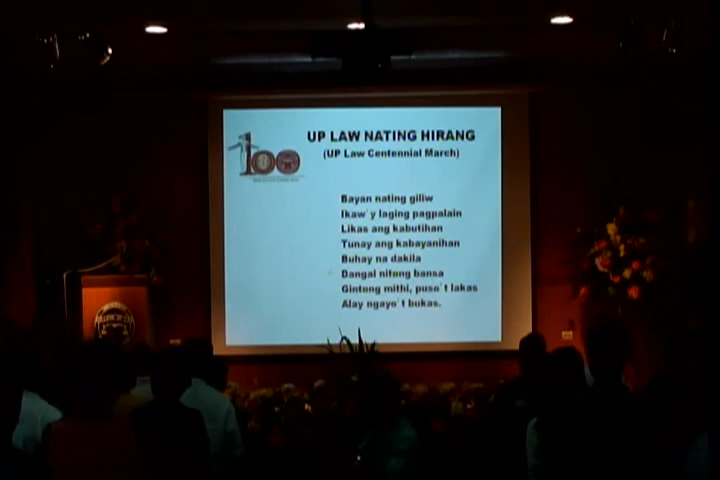 UP LAW NATING HIRANG
(UP Law Centennial March)
100
Bayan nating giliw
Ikaw`y laging pagpalain
Likas ang kabutihan
Tunay ang kabayanihan
Buhay na dakila
Dangal nitong bansa
Gintong mithi, puso`t lakas
Alay ngayo`t bukas.